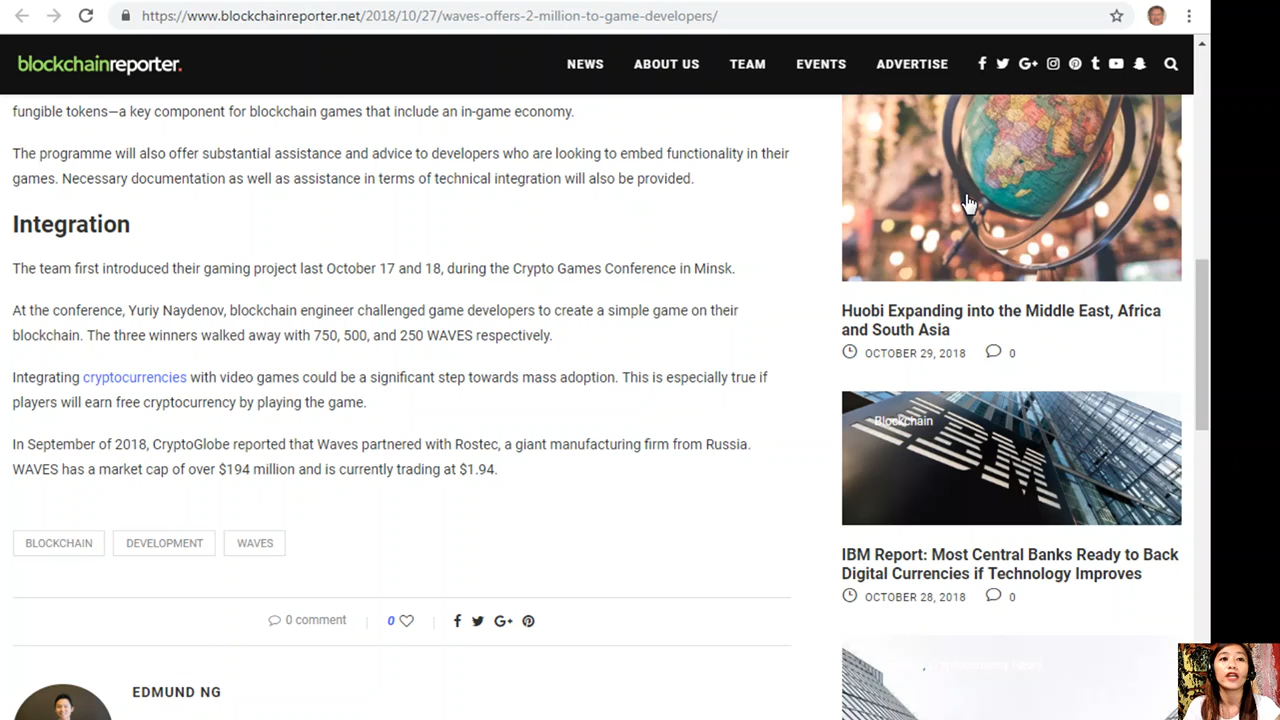 https://www.blockchainreporter.net/2018/10/27/waves-offers-2-million-to-game-developers/
blockchainreporter.
NEWS
ABOUT US
TEAM
EVENTS
ADVERTISE
fungible tokens—a key component for blockchain games that include an in-game economy.
The programme will also offer substantial assistance and advice to developers who are looking to embed functionality in their
games. Necessary documentation as well as assistance in terms of technical integration will also be provided.
Integration
The team first introduced their gaming project last October 17 and 18, during the Crypto Games Conference in Minsk.
At the conference, Yuriy Naydenov, blockchain engineer challenged game developers to create a simple game on their
blockchain. The three winners walked away with 750, 500, and 250 WAVES respectively.
Integrating cryptocurrencies with video games could be a significant step towards mass adoption. This is especially true if
players will earn free cryptocurrency by playing the game.
In September of 2018, CryptoGlobe reported that Waves partnered with Rostec, a giant manufacturing firm from Russia.
WAVES has a market cap of over $194 million and is currently trading at $1.94.
BLOCKCHAIN
DEVELOPMENT
WAVES
0 comment
0
EDMUND NG
Huobi Expanding into the Middle East, Africa
and South Asia
OCTOBER 29, 2018
0
Blockchain
IBM
IBM Report: Most Central Banks Ready to Back
Digital Currencies if Technology Improves
OCTOBER 28, 2018
0